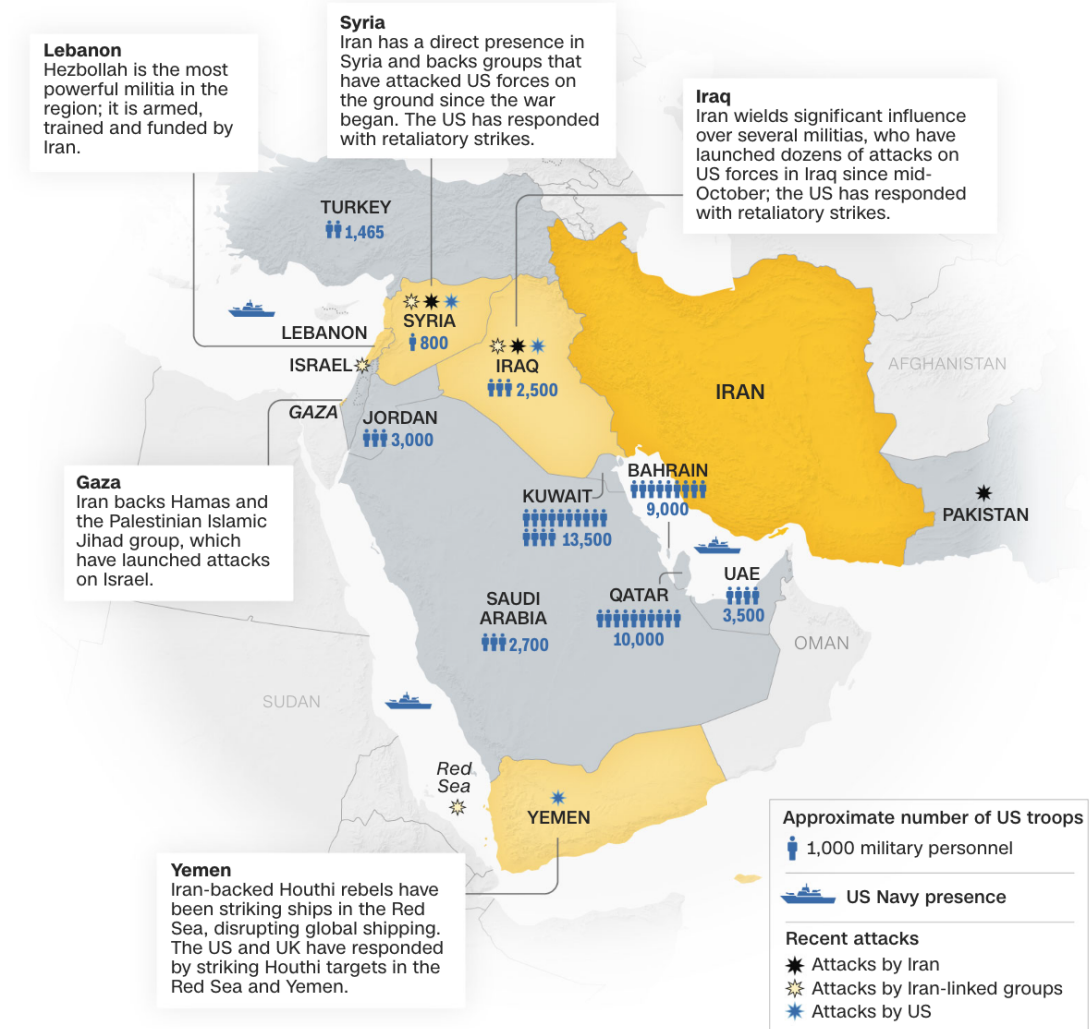 Lebanon
Hezbollah is the most
powerful militia in the
region; it is armed,
trained and funded by
Iran.
Syria
Iran has a direct presence in
Syria and backs groups that
have attacked US forces on
the ground since the war
began. The US has responded
with retaliatory strikes.
Iraq
Iran wields significant influence
over several militias, who have
launched dozens of attacks on
US forces in Iraq since mid-
October; the US has responded
with retaliatory strikes.
TURKEY
1,465
SYRIA
800
LEBANON
ISRAEL
IRAQ
2,500
IRAN
AFGHANISTAN
GAZA
JORDAN
3,000
Gaza
Iran backs Hamas and
the Palestinian Islamic
Jihad group, which
have launched attacks
on Israel.
KUWAIT
13,500
BAHRAIN
9,000
PAKISTAN
SAUDI
ARABIA
2,700
QATAR
10,000
UAE
3,500
OMAN
SUDAN
Red
Sea
YEMEN
Yemen
Iran-backed Houthi rebels have
been striking ships in the Red
Sea, disrupting global shipping.
The US and UK have responded
by striking Houthi targets in the
Red Sea and Yemen.
Approximate number of US troops
1,000 military personnel
US Navy presence
Recent attacks
Attacks by Iran
Attacks by Iran-linked groups
Attacks by US